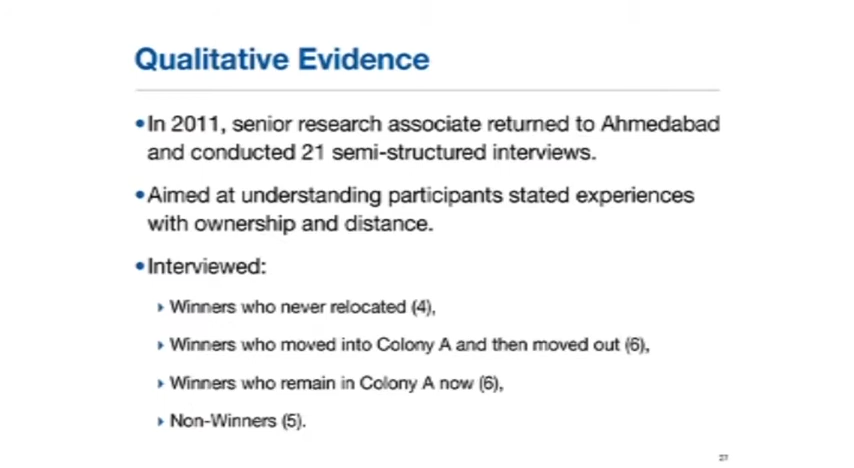 Qualitative Evidence
•In 2011, senior research associate returned to Ahmedabad
and conducted 21 semi-structured interviews.
•Aimed at understanding participants stated experiences
with ownership and distance.
•Interviewed:
▸ Winners who never relocated (4),
▸ Winners who moved into Colony A and then moved out (6),
▸ Winners who remain in Colony A now (6),
▸ Non-Winners (5).
27